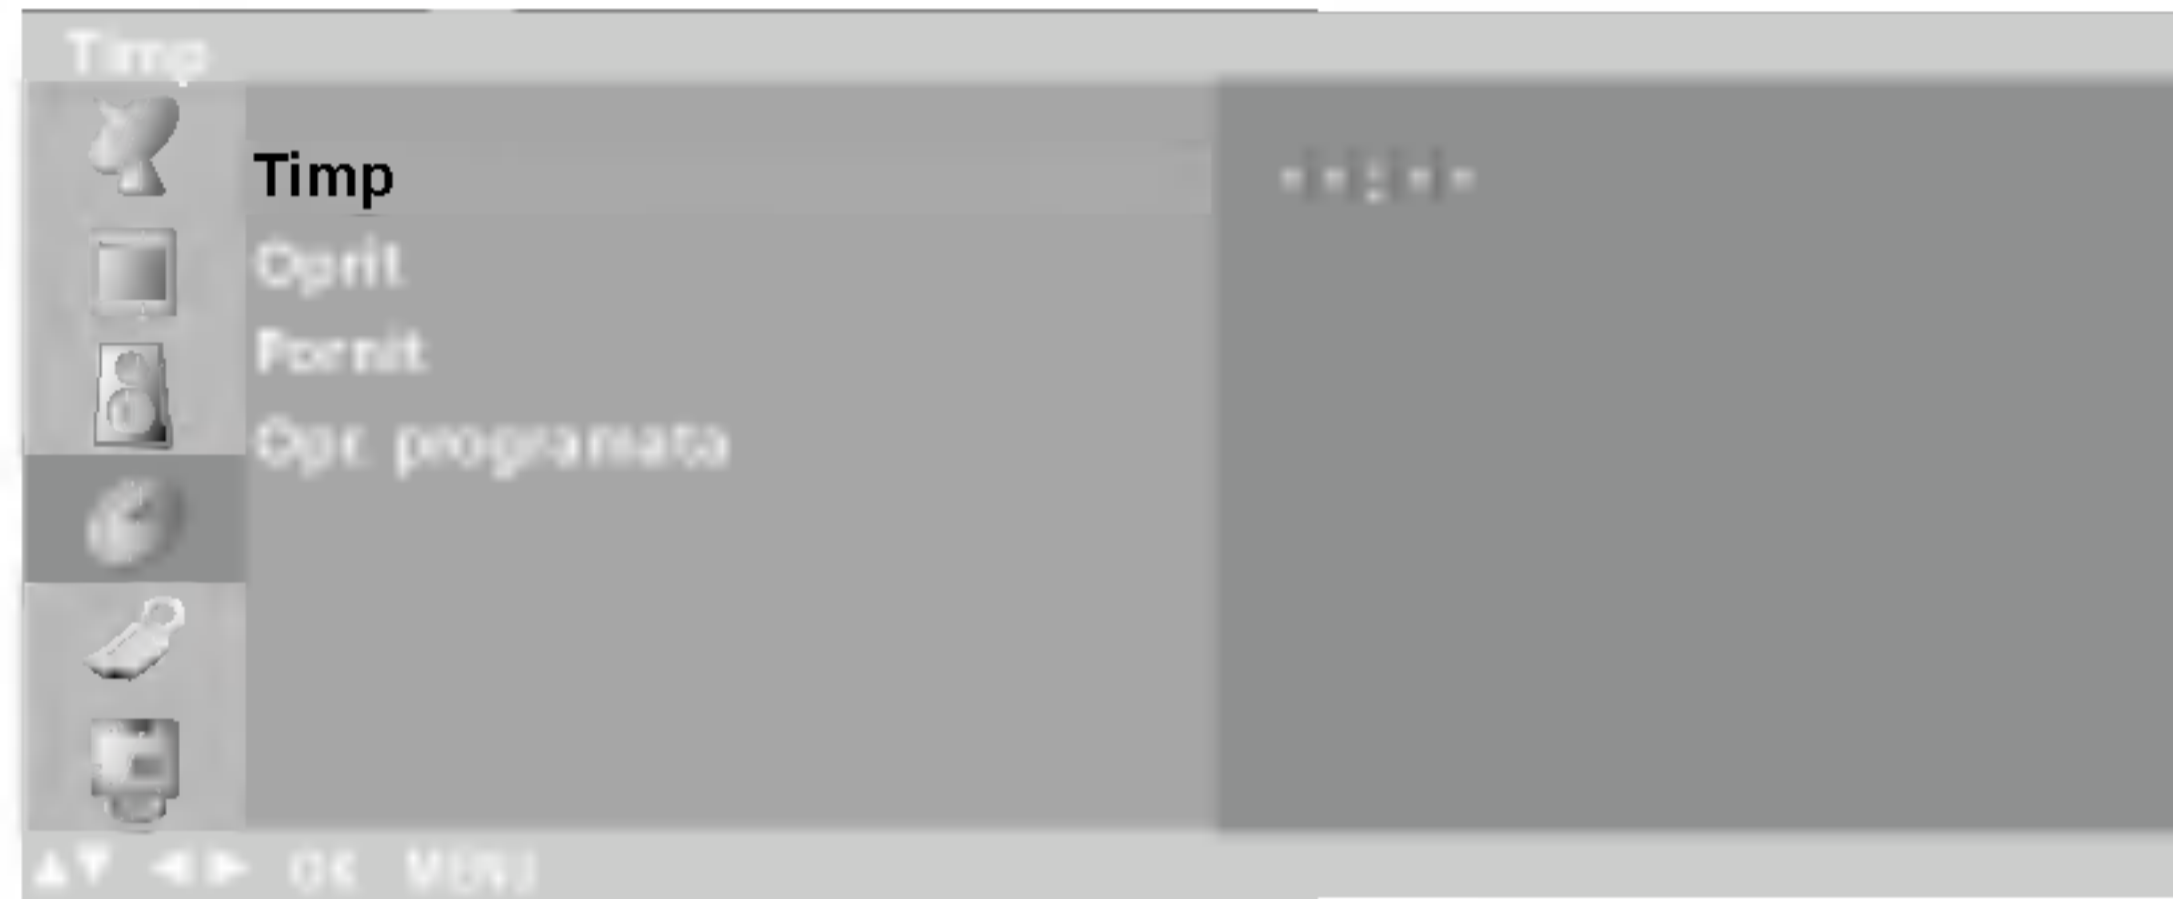 Timp
Timp --:--
Oprit
Pornit
Opr. programata
▲▼ ◀▶ OK MENU